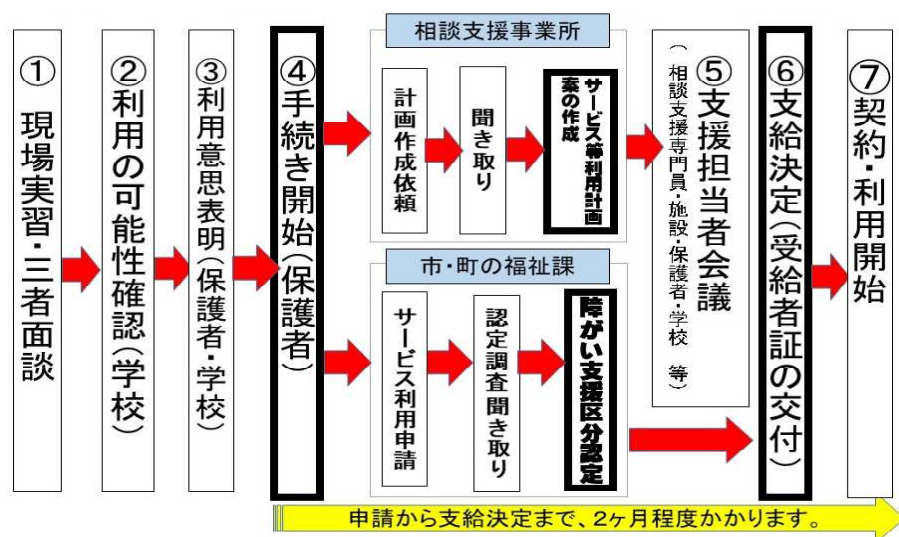 ① 現場実習・三者面談
②利用の可能性確認(学校)
③利用意思表明(保護者・学校)
④手続き開始(保護者)
相談支援事業所
計画作成依頼
聞き取り
サービス等利用計画
案の作成
市・町の福祉課
サービス利用申請
認定調査聞き取り
障がい支援区分認定
⑤支援担当者会議
(相談支援専門員・施設・保護者・学校 等)
⑥支給決定(受給者証の交付)
⑦契約・利用開始
申請から支給決定まで、2ヶ月程度かかります。